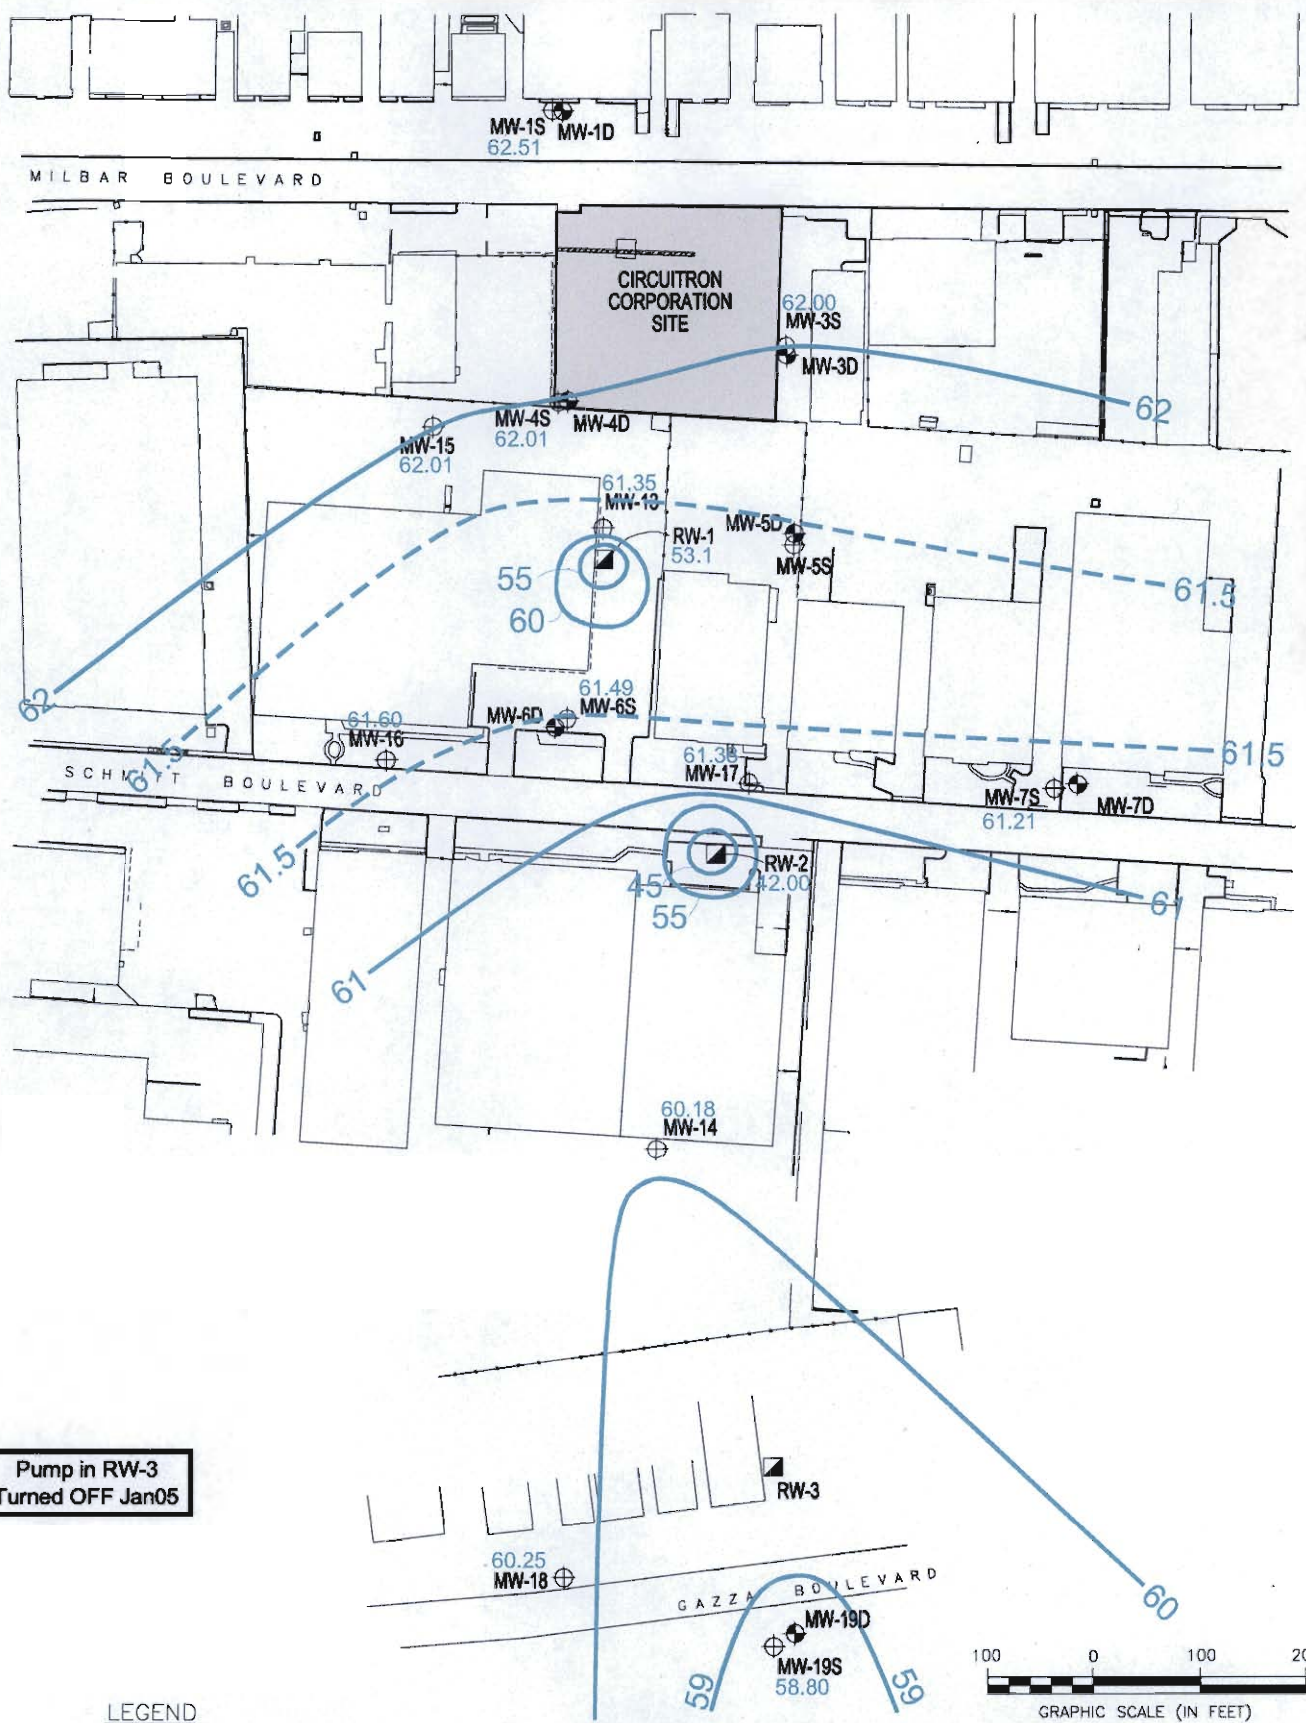 MW-1S MW-1D
62.51
MILBAR BOULEVARD
CIRCUITRON
CORPORATION
SITE
62.00
MW-3S
MW-3D
62
MW-4S
62.01
MW-4D
MW-15
62.01
61.35
MW-13
RW-1
53.1
MW-5D
MW-5S
55
60
61.5
62
61.49
MW-6S
MW-6D
61.60
MW-16
61.5
61.5
SCHMITT BOULEVARD
61.38
MW-17
MW-7S
61.21
MW-7D
61.5
45
55
RW-2
42.00
61
61
60.18
MW-14
Pump in RW-3
Turned OFF Jan05
RW-3
60.25
MW-18
GAZZA BOULEVARD
60
MW-19D
MW-19S
58.80
59
59
100 0 100
GRAPHIC SCALE (IN FEET)
LEGEND